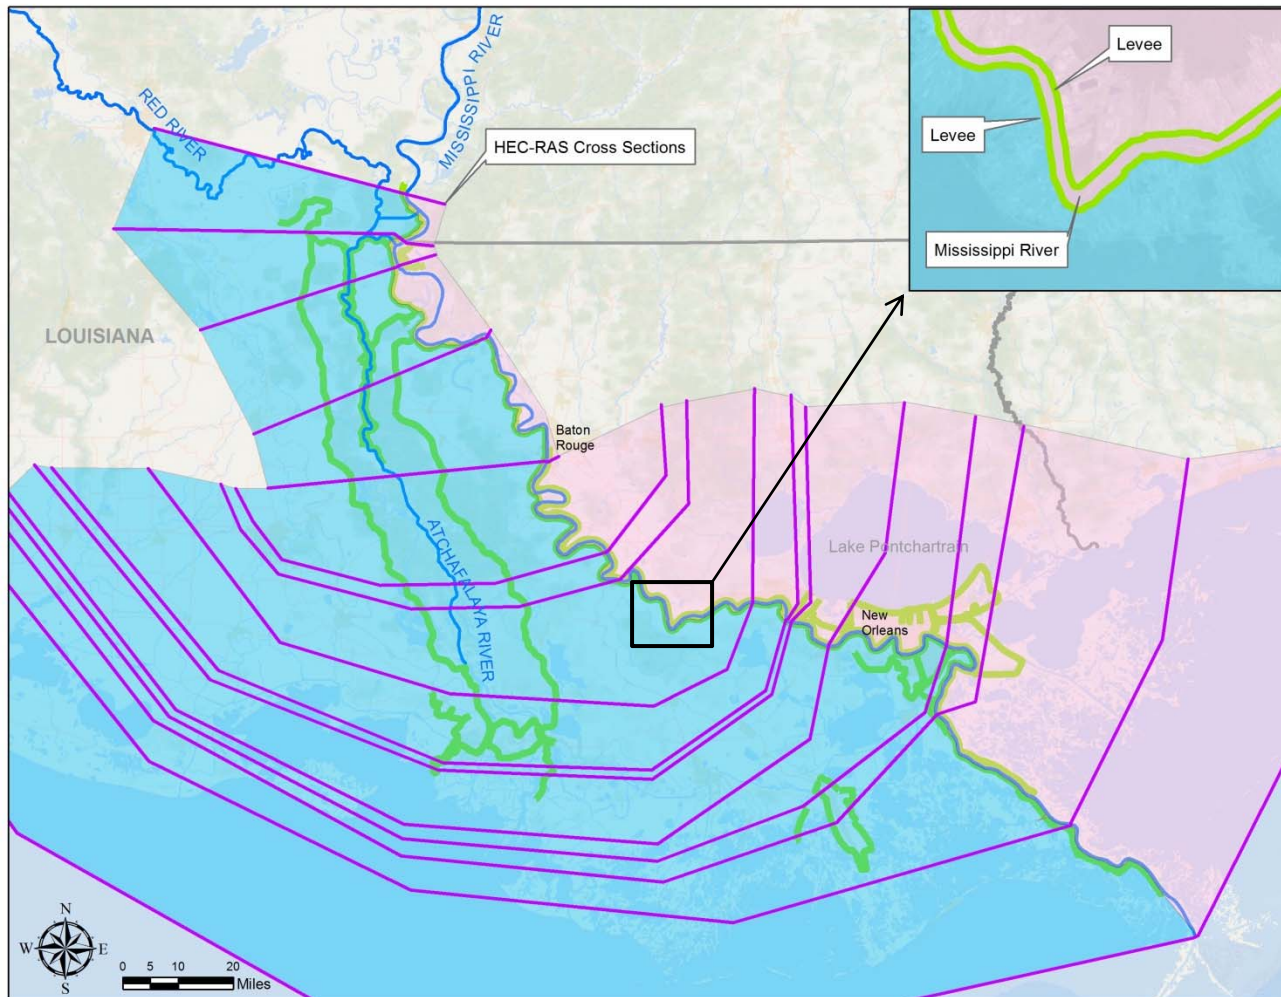 MISSISSIPPI RIVER
RED RIVER
HEC-RAS Cross Sections
Levee
Levee
Mississippi River
LOUISIANA
Baton
Rouge
ATCHAFALAYA RIVER
Lake Pontchartrain
New
Orleans
N
W E
S
0 5 10 20
Miles